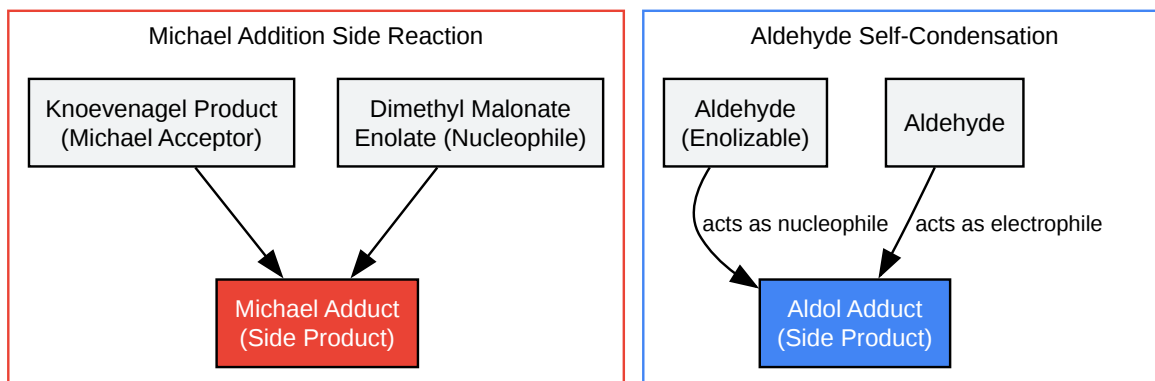 Michael Addition Side Reaction
Knoevenagel Product
(Michael Acceptor)
Dimethyl Malonate
Enolate (Nucleophile)
Michael Adduct
(Side Product)
Aldehyde Self-Condensation
Aldehyde
(Enolizable)
Aldehyde
acts as nucleophile
acts as electrophile
Aldol Adduct
(Side Product)